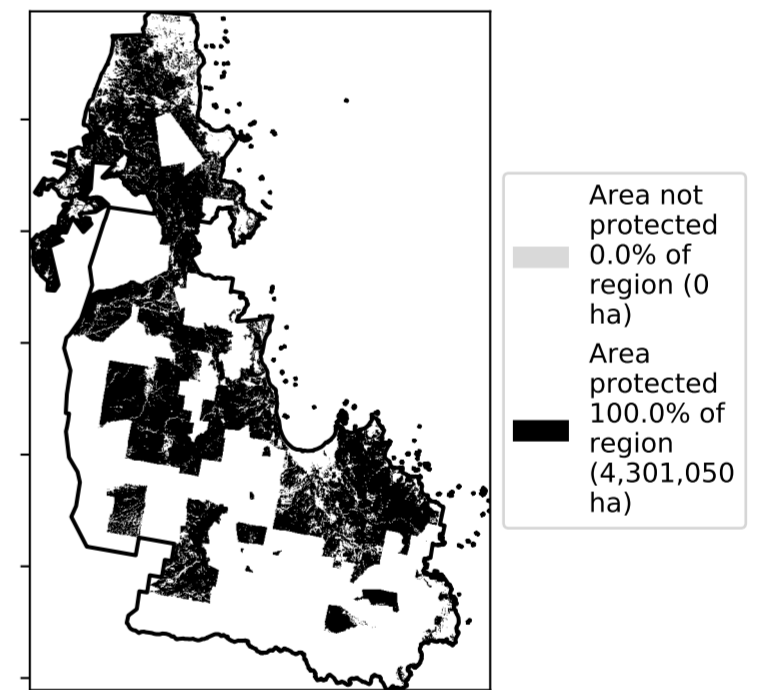 Area not
protected
0.0% of
region (0
ha)
Area
protected
100.0% of
region
(4,301,050
ha)